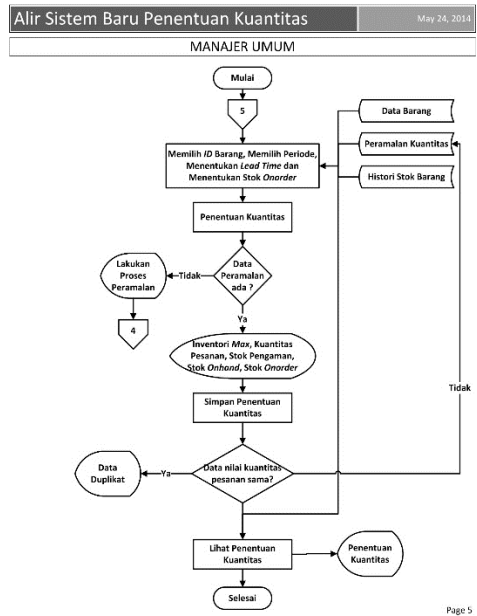 Alir Sistem Baru Penentuan Kuantitas
May 24, 2014
MANAJER UMUM
Mulai
5
Data Barang
Peramalan Kuantitas
Histori Stok Barang
Memilih ID Barang, Memilih Periode,
Menentukan Lead Time dan
Menentukan Stok Onorder
Penentuan Kuantitas
Data
Peramalan
ada ?
Tidak
Lakukan
Proses
Peramalan
4
Ya
Inventori Max, Kuantitas
Pesanan, Stok Pengaman,
Stok Onhond, Stok Onorder
Tidak
Simpan Penentuan
Kuantitas
Data nilai kuantitas
pesanan sama?
Ya
Data
Duplikat
Lihat Penentuan
Kuantitas
Penentuan
Kuantitas
Selesai
Page 5